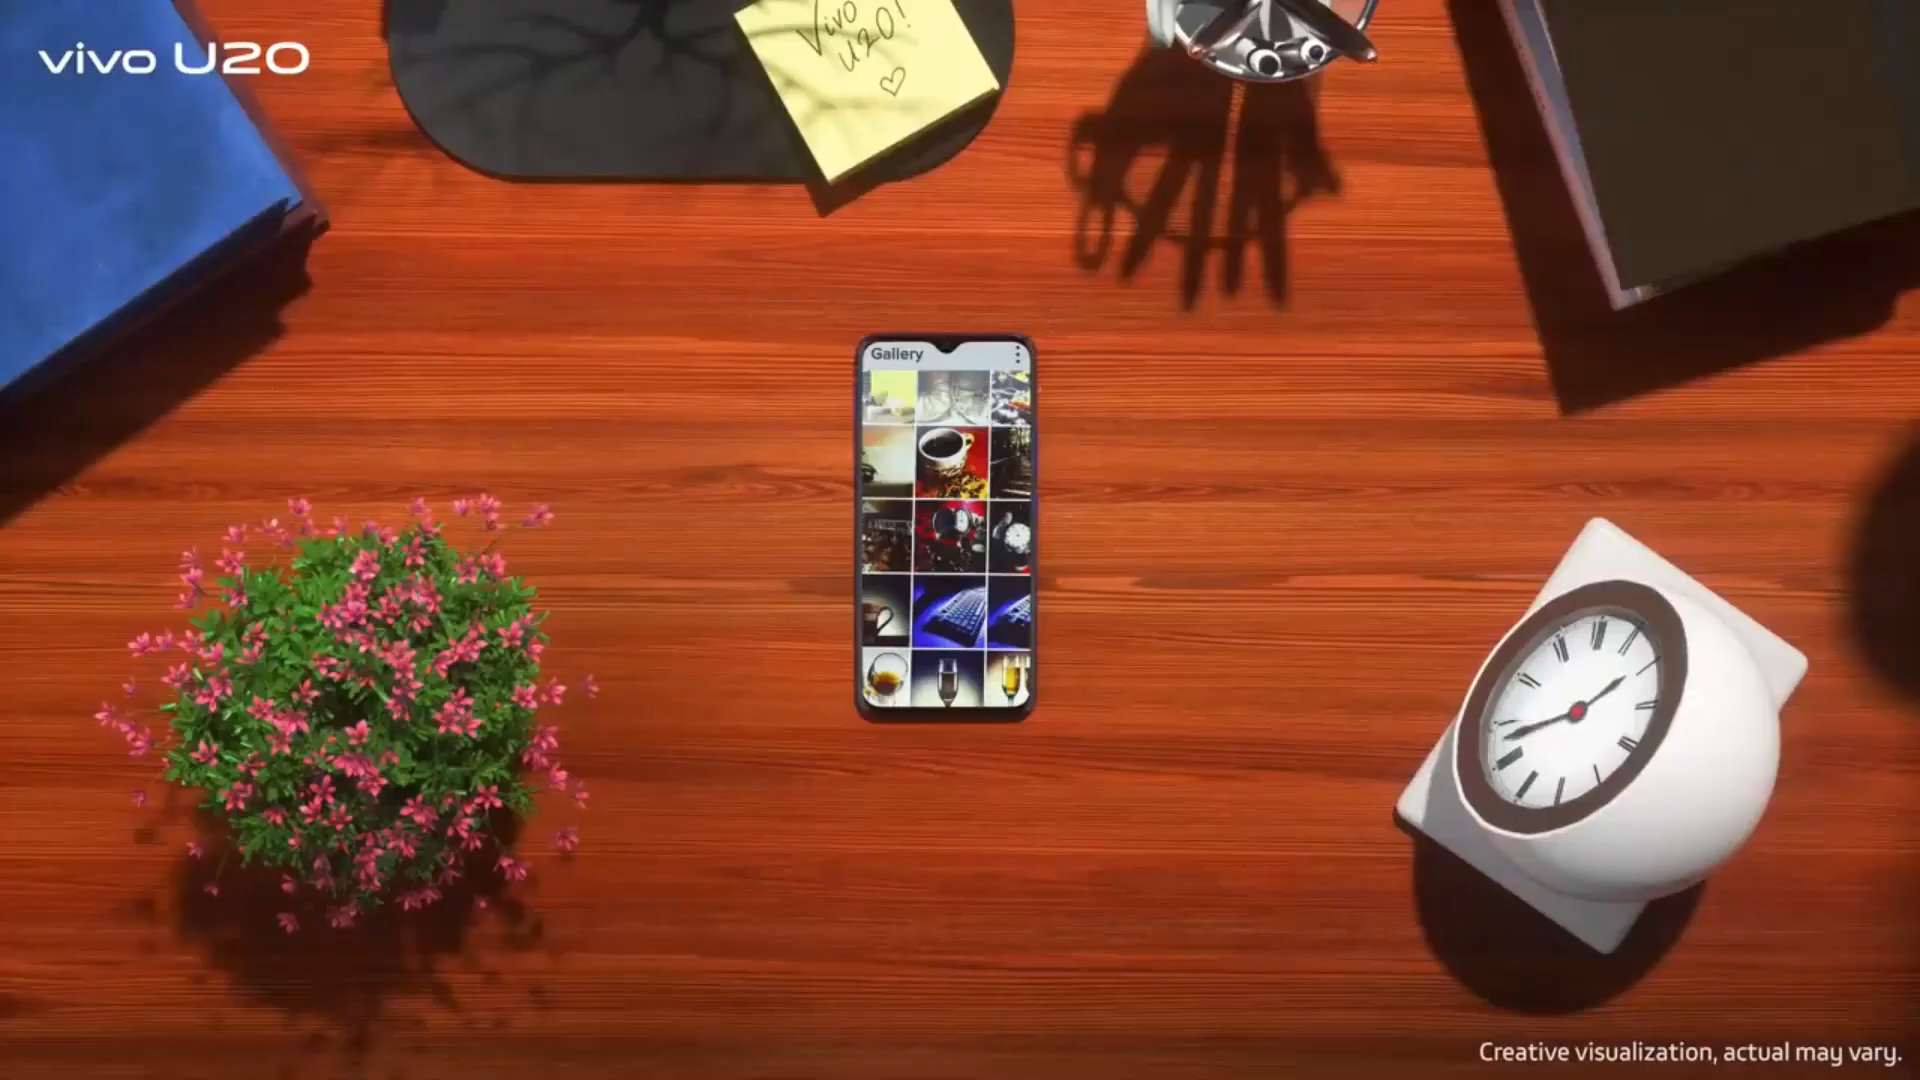 vivo U20
Vivo
U20!
Gallery
Creative visualization, actual may vary.